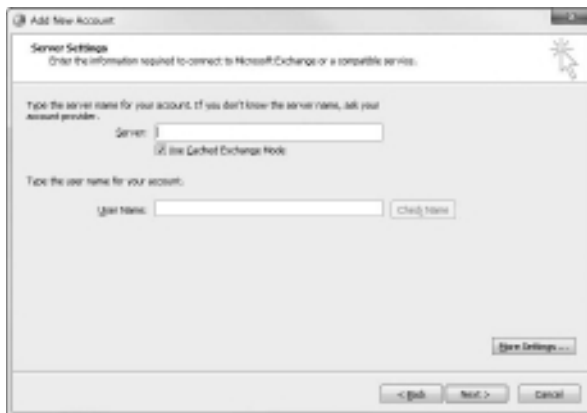 Add New Account
Server Settings
Enter the information required to connect to Microsoft Exchange or a compatible service.
Type the server name for your account. If you don't know the server name, ask your
account provider.
Server:
Use Cached Exchange Mode
Type the user name for your account.
User Name:
Check Name
More Settings ...
< Back
Next >
Cancel